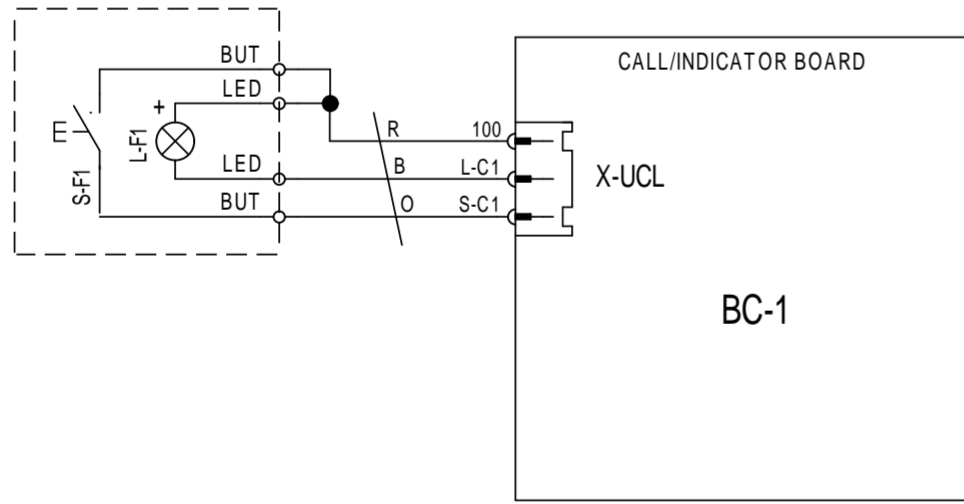 BUT
CALL/INDICATOR BOARD
LED
+
L-F1
R
100
S-F1
LED
B
L-C1
X-UCL
BUT
O
S-C1
BC-1